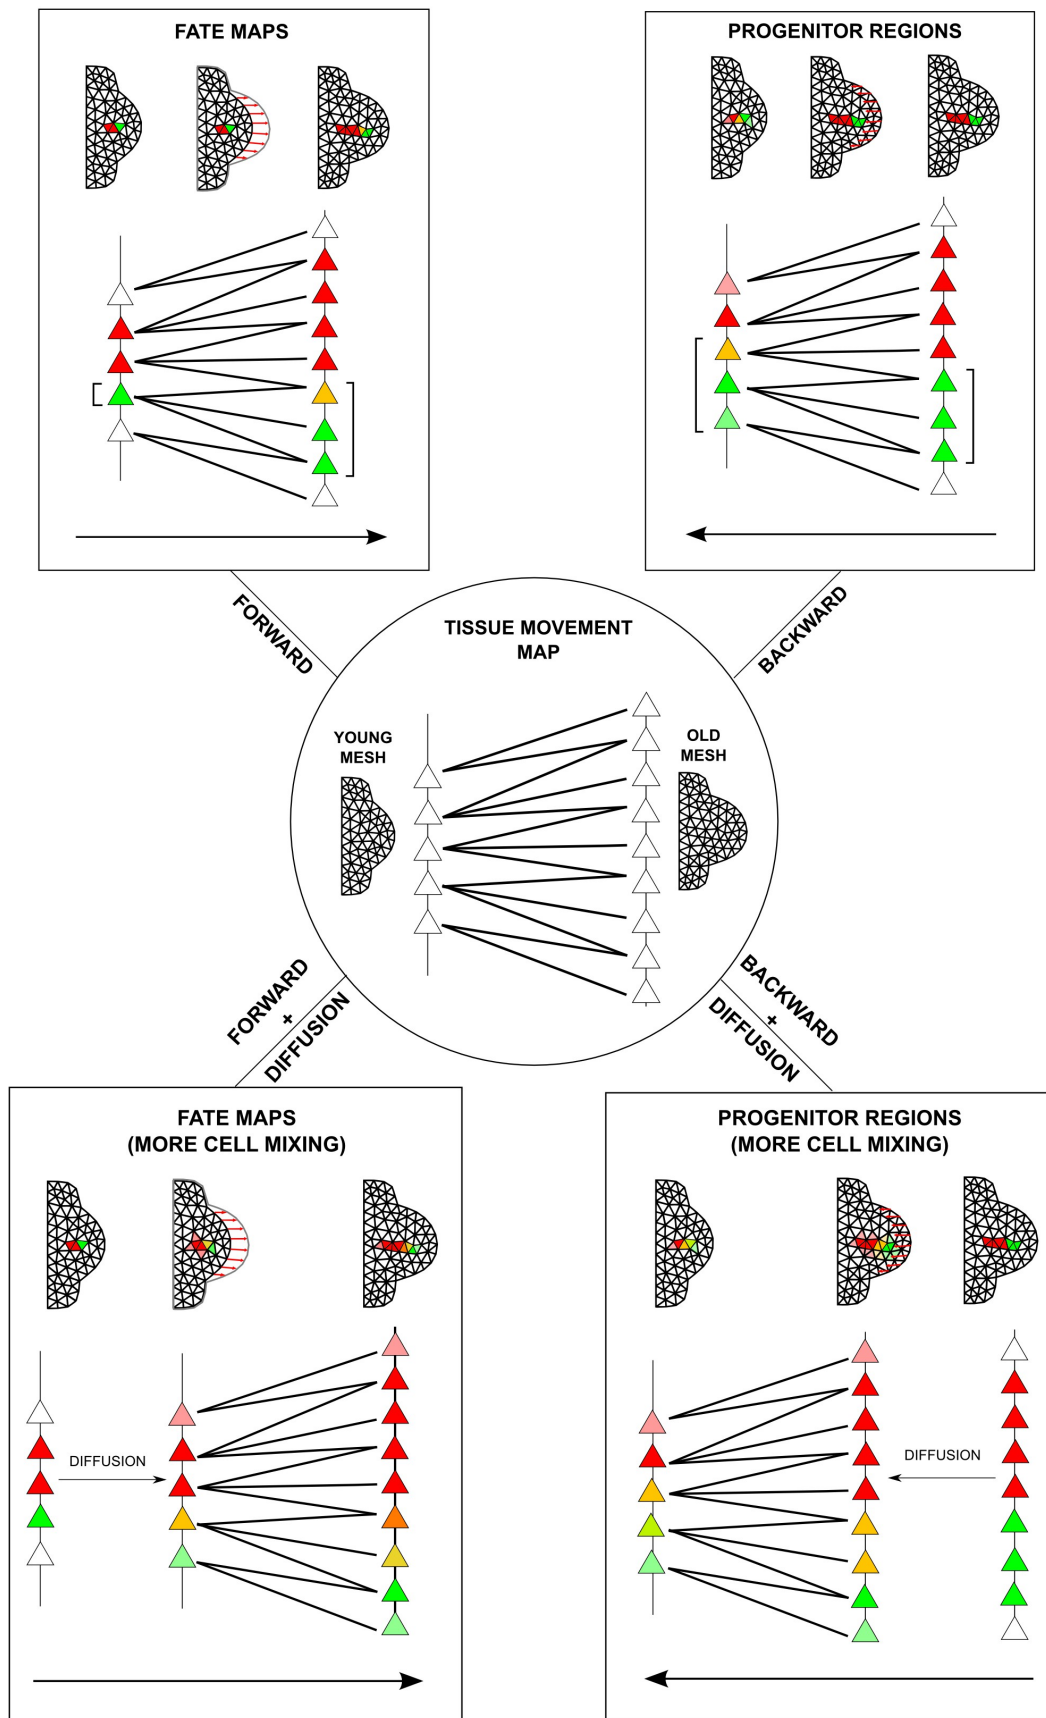 FATE MAPS
PROGENITOR REGIONS
FORWARD
BACKWARD
TISSUE MOVEMENT
MAP
YOUNG
MESH
OLD
MESH
FORWARD
+
DIFFUSION
BACKWARD
+
DIFFUSION
FATE MAPS
(MORE CELL MIXING)
PROGENITOR REGIONS
(MORE CELL MIXING)
DIFFUSION
DIFFUSION